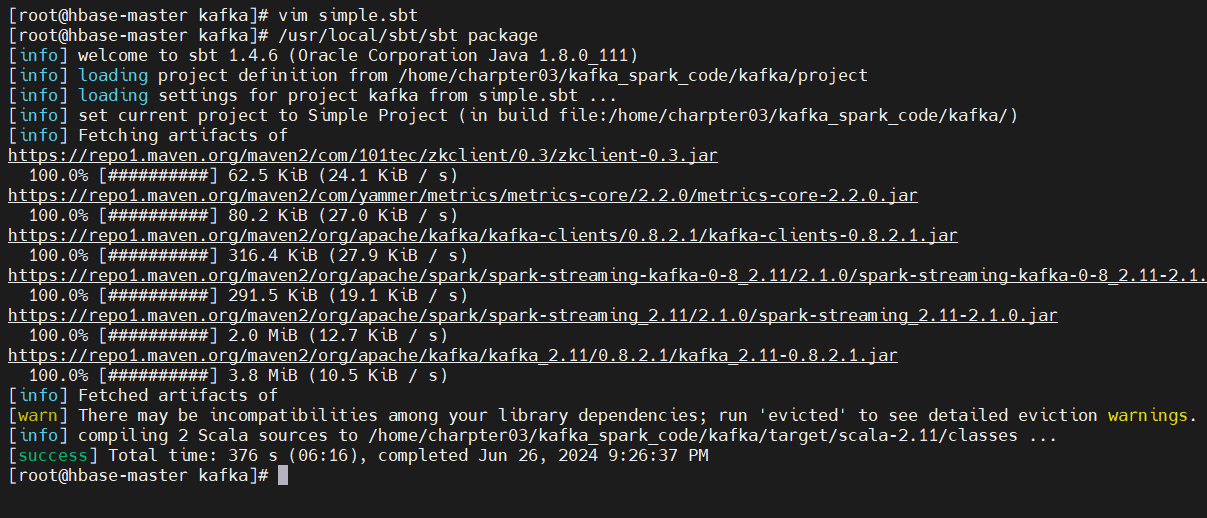 [root@hbase-master kafka]# vim simple.sbt
[root@hbase-master kafka]# /usr/local/sbt/sbt package
[info] welcome to sbt 1.4.6 (Oracle Corporation Java 1.8.0_111)
[info] loading project definition from /home/charpter03/kafka_spark_code/kafka/project
[info] loading settings for project kafka from simple.sbt ...
[info] set current project to Simple Project (in build file:/home/charpter03/kafka_spark_code/kafka/)
[info] Fetching artifacts of
https://repo1.maven.org/maven2/com/101tec/zkclient/0.3/zkclient-0.3.jar
100.0% [##########] 62.5 KiB (24.1 KiB / s)
https://repo1.maven.org/maven2/com/yammer/metrics/metrics-core/2.2.0/metrics-core-2.2.0.jar
100.0% [##########] 80.2 KiB (27.0 KiB / s)
https://repo1.maven.org/maven2/org/apache/kafka/kafka-clients/0.8.2.1/kafka-clients-0.8.2.1.jar
100.0% [##########] 316.4 KiB (27.9 KiB / s)
https://repo1.maven.org/maven2/org/apache/spark/spark-streaming-kafka-0-8_2.11/2.1.0/spark-streaming-kafka-0-8_2.11-2.1.
100.0% [##########] 291.5 KiB (19.1 KiB / s)
https://repo1.maven.org/maven2/org/apache/spark/spark-streaming_2.11/2.1.0/spark-streaming_2.11-2.1.0.jar
100.0% [##########] 2.0 MiB (12.7 KiB / s)
https://repo1.maven.org/maven2/org/apache/kafka/kafka_2.11/0.8.2.1/kafka_2.11-0.8.2.1.jar
100.0% [##########] 3.8 MiB (10.5 KiB / s)
[info] Fetched artifacts of
[warn] There may be incompatibilities among your library dependencies; run 'evicted' to see detailed eviction warnings.
[info] compiling 2 Scala sources to /home/charpter03/kafka_spark_code/kafka/target/scala-2.11/classes ...
[success] Total time: 376 s (06:16), completed Jun 26, 2024 9:26:37 PM
[root@hbase-master kafka]#